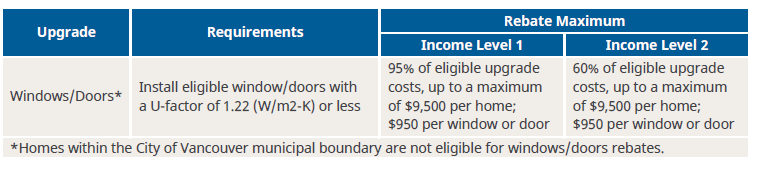 Upgrade
Requirements
Rebate Maximum
Income Level 1
Income Level 2
Windows/Doors*
Install eligible window/doors with
a U-factor of 1.22 (W/m2-K) or less
95% of eligible upgrade
costs, up to a maximum
of $9,500 per home;
$950 per window or door
60% of eligible upgrade
costs, up to a maximum
of $9,500 per home;
$950 per window or door
*Homes within the City of Vancouver municipal boundary are not eligible for windows/doors rebates.